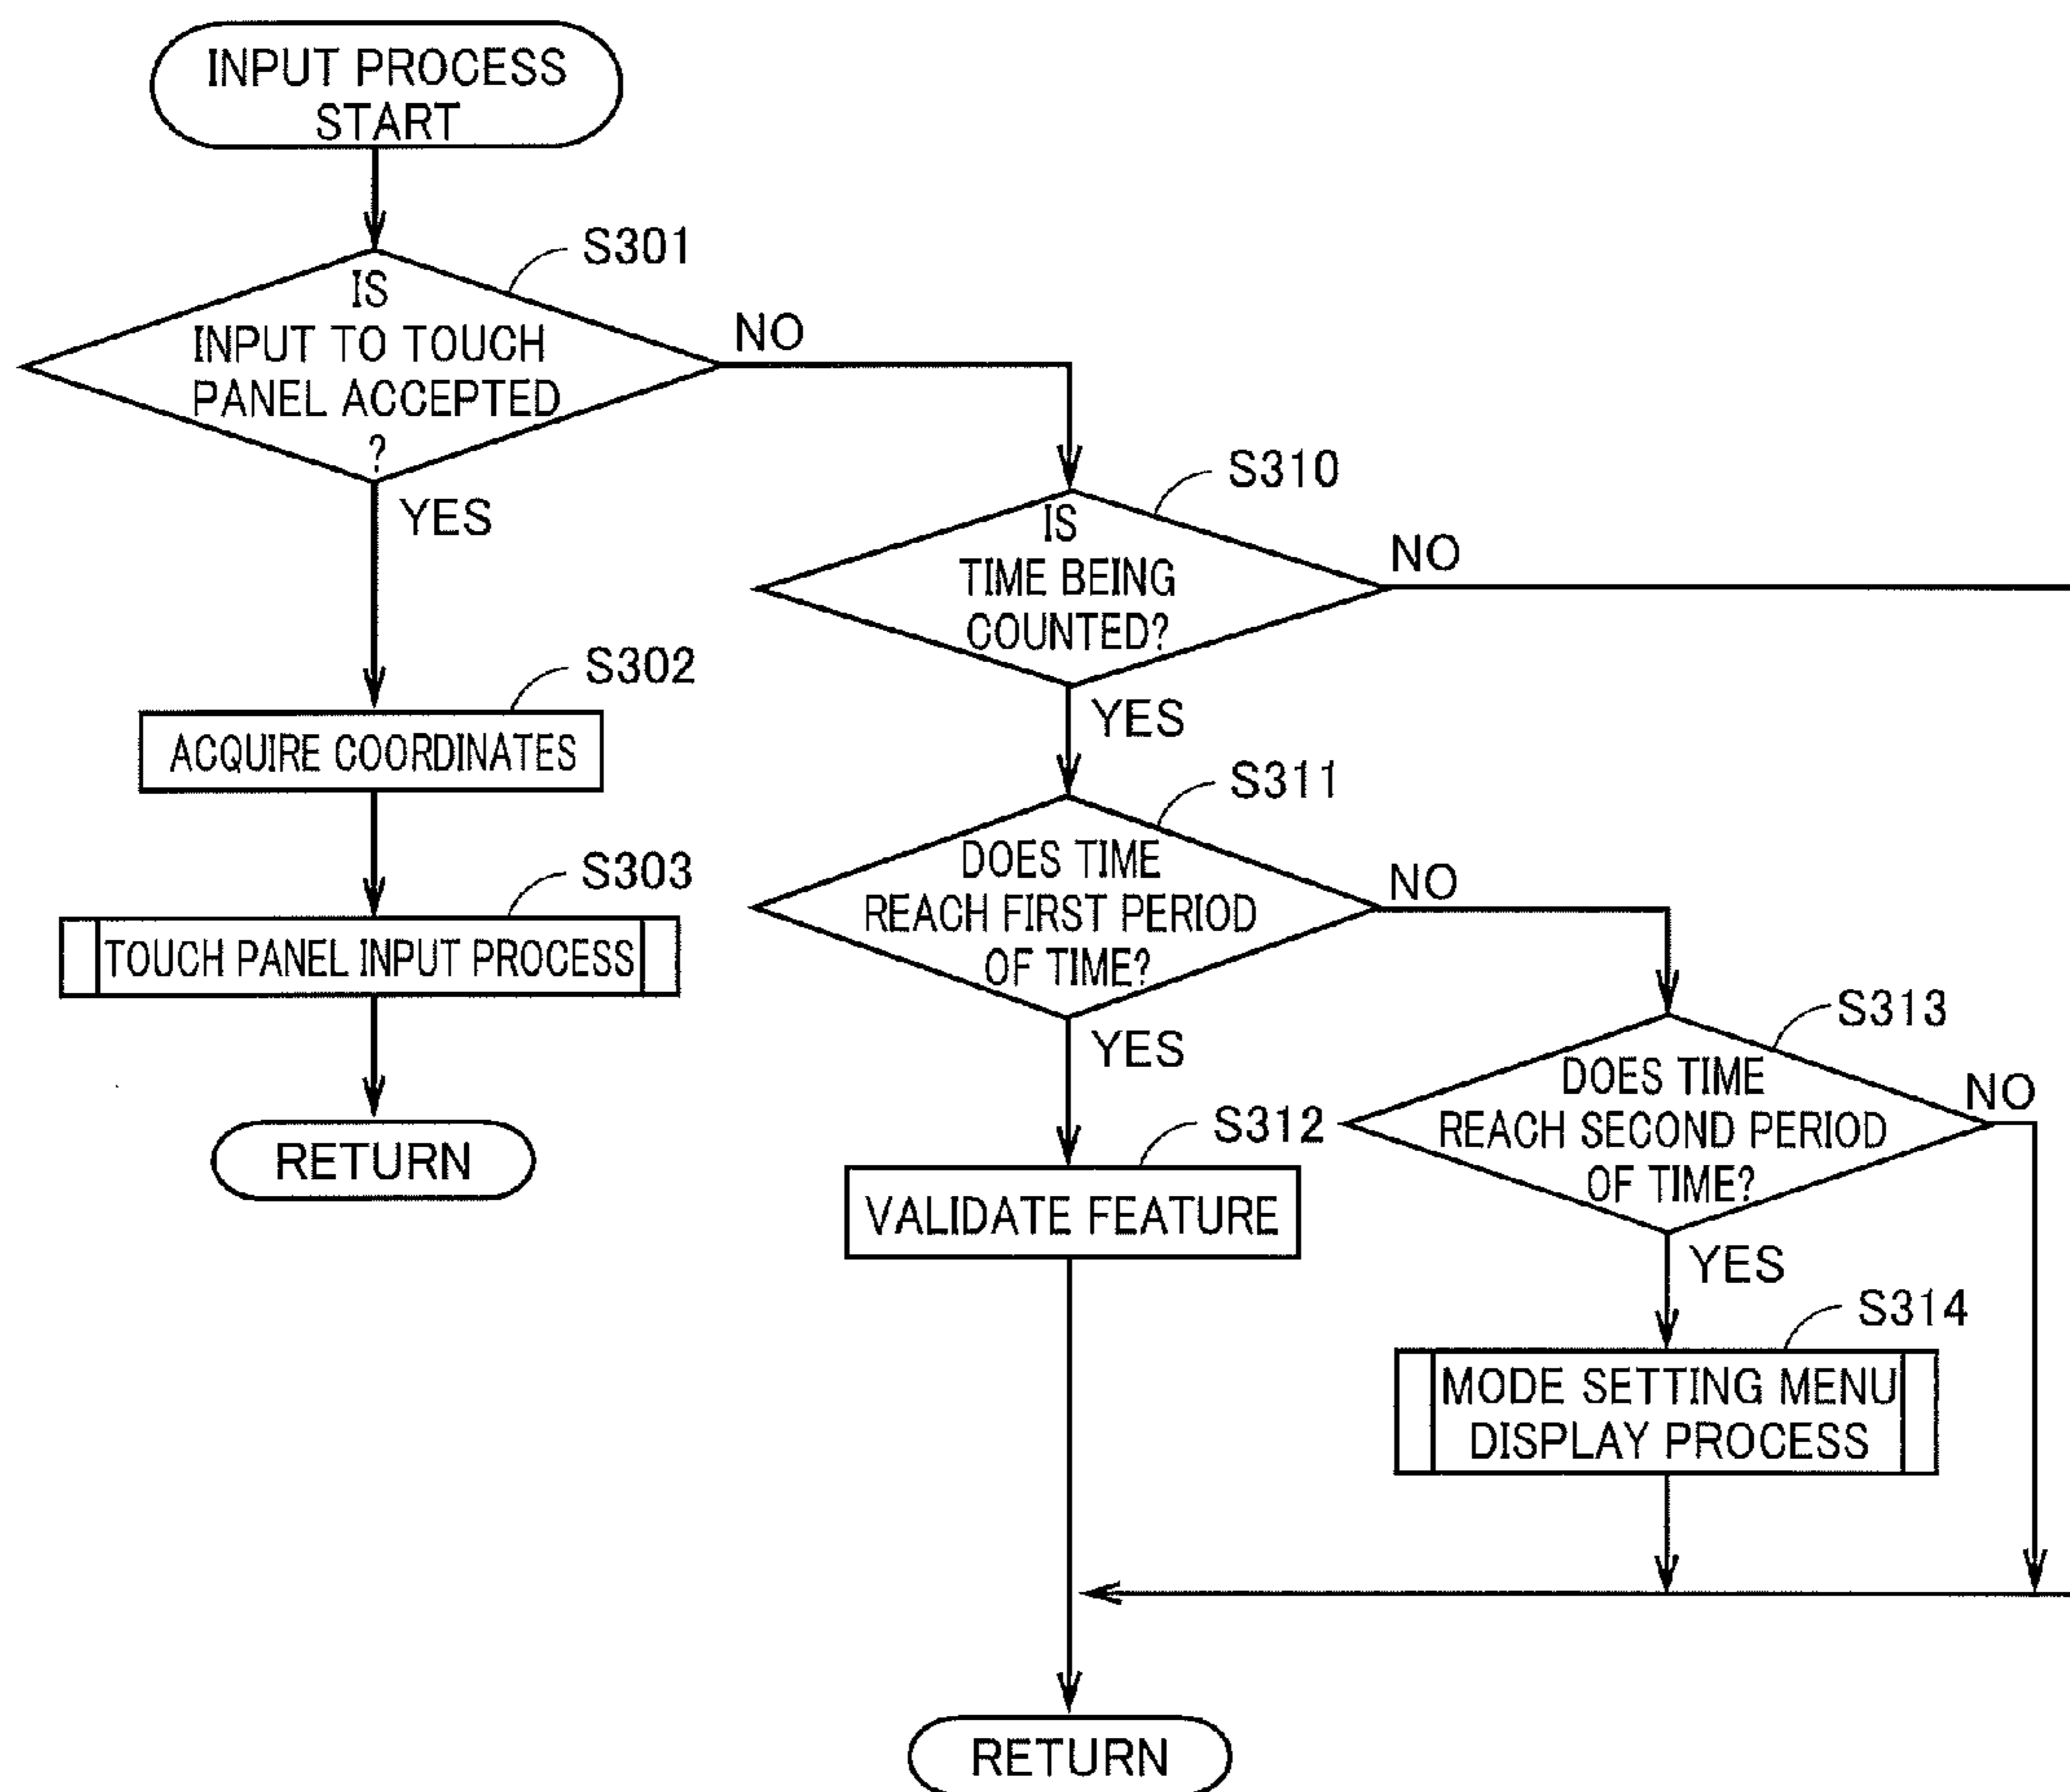 INPUT PROCESS
START
S301
IS
INPUT TO TOUCH
PANEL ACCEPTED
?
NO
YES
S302
ACQUIRE COORDINATES
S303
TOUCH PANEL INPUT PROCESS
RETURN
S310
IS
TIME BEING
COUNTED?
NO
YES
S311
DOES TIME
REACH FIRST PERIOD
OF TIME?
NO
YES
S312
VALIDATE FEATURE
S313
DOES TIME
REACH SECOND PERIOD
OF TIME?
NO
YES
S314
MODE SETTING MENU
DISPLAY PROCESS
RETURN